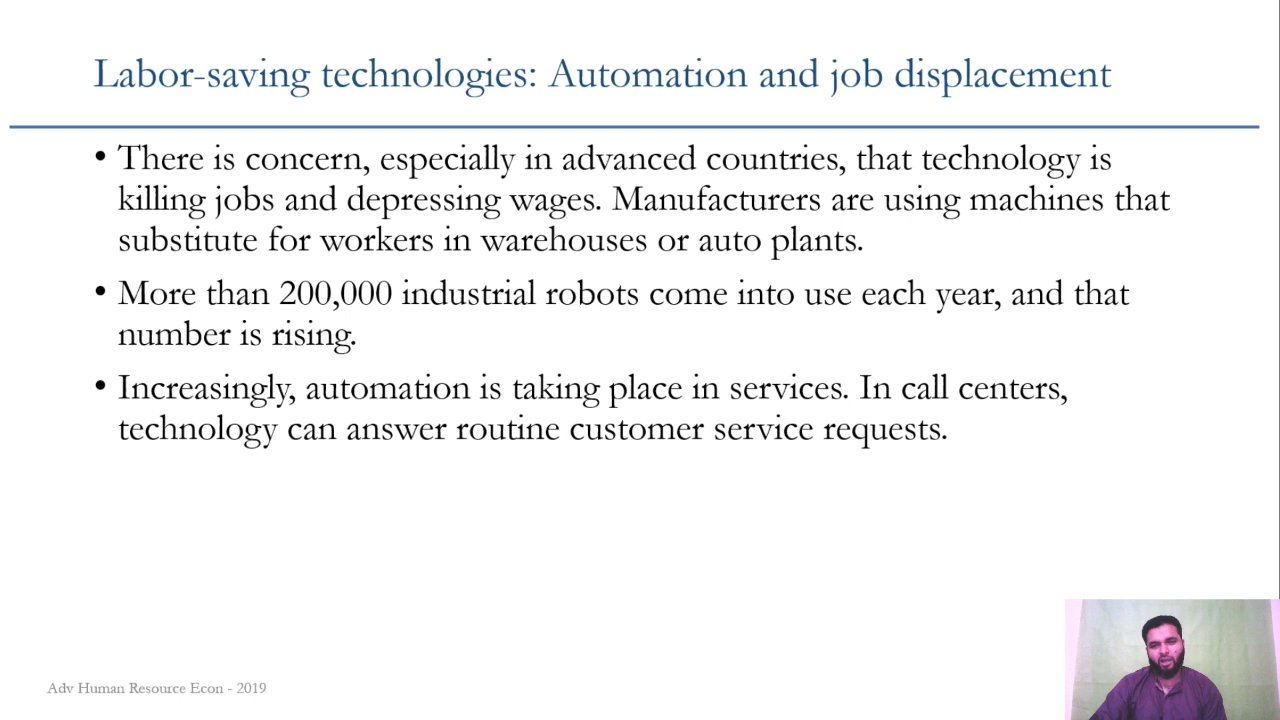 Labor-saving technologies: Automation and job displacement
• There is concern, especially in advanced countries, that technology is
killing jobs and depressing wages. Manufacturers are using machines that
substitute for workers in warehouses or auto plants.
• More than 200,000 industrial robots come into use each year, and that
number is rising.
• Increasingly, automation is taking place in services. In call centers,
technology can answer routine customer service requests.
Adv Human Resource Econ - 2019